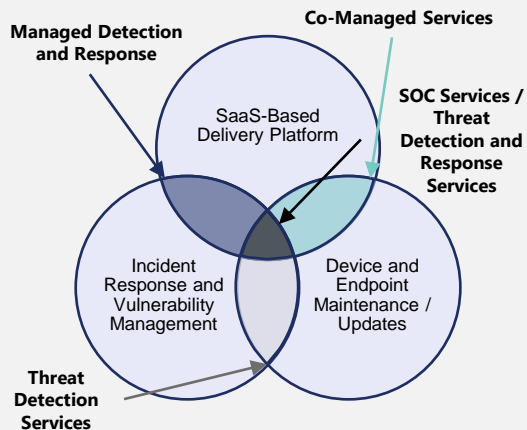 Managed Detection
and Response
Co-Managed Services
SOC Services /
Threat
Detection and
Response
Services
SaaS-Based
Delivery Platform
Incident
Response and
Vulnerability
Management
Device and
Endpoint
Maintenance /
Updates
Threat
Detection
Services